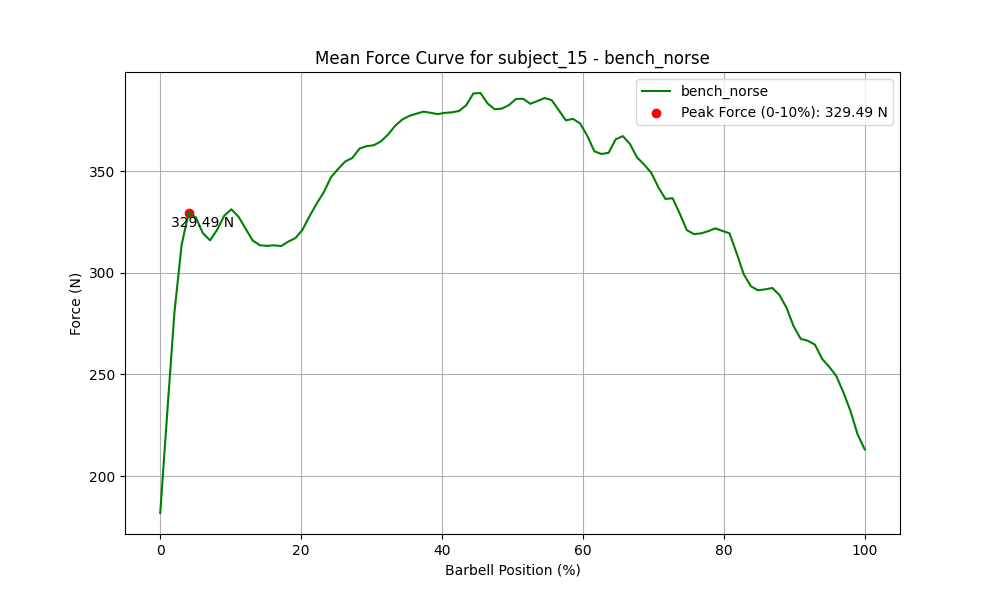 Mean Force Curve for subject_15 - bench_norse
bench_norse
Peak Force (0-10%): 329.49 N
329.49 N
Force (N)
350
300
250
200
0 20 40 60 80 100
Barbell Position (%)